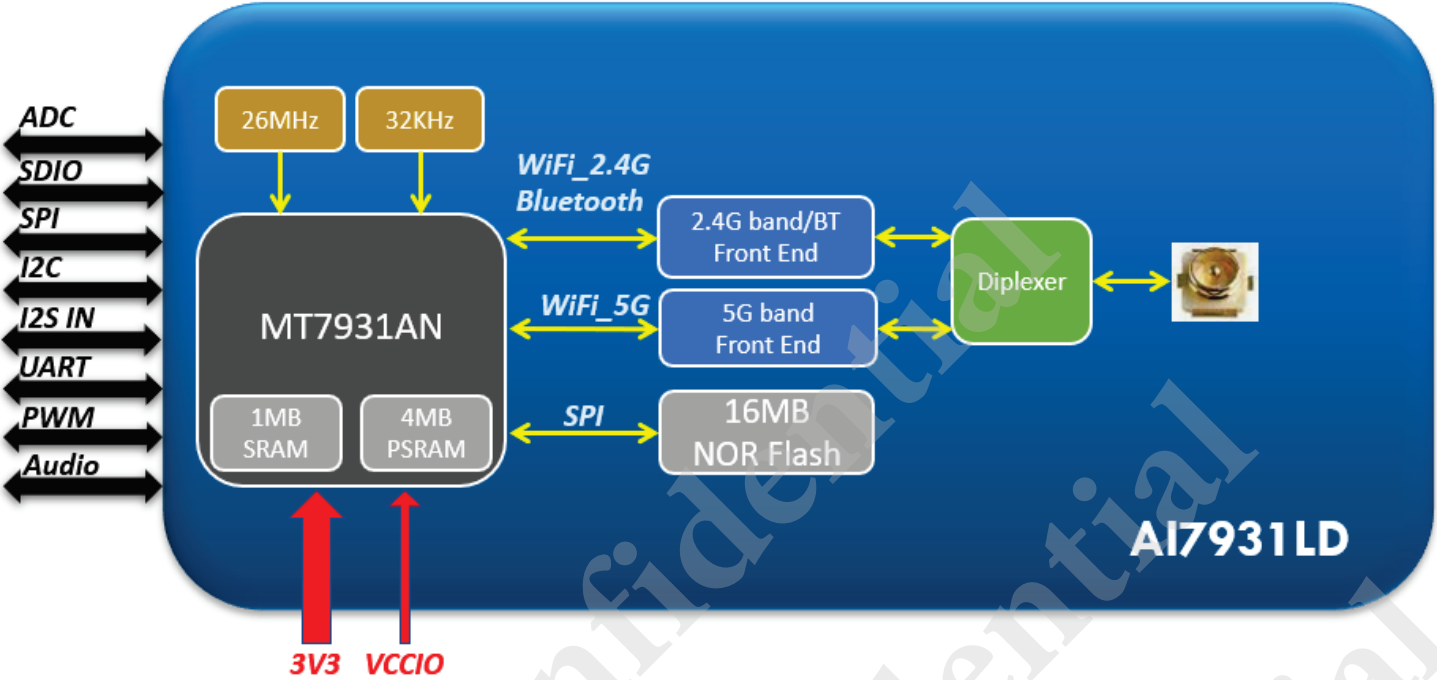 ADC
SDIO
SPI
I2C
I2S IN
UART
PWM
Audio
26MHz
32KHz
WiFi_2.4G
Bluetooth
2.4G band/BT
Front End
WiFi_5G
5G band
Front End
Diplexer
MT7931AN
1MB
SRAM
4MB
PSRAM
SPI
16MB
NOR Flash
AI7931LD
3V3
VCCIO
Confidential